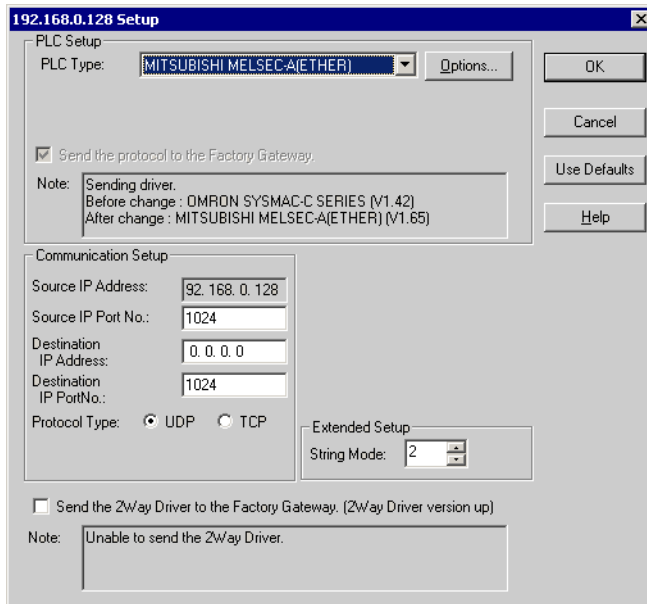 192.168.0.128 Setup
PLC Setup
PLC Type: MITSUBISHI MELSEC-A(ETHER) Options...
OK
Cancel
Send the protocol to the Factory Gateway.
Use Defaults
Note: Sending driver.
Before change : OMRON SYSMAC-C SERIES (V1.42)
After change : MITSUBISHI MELSEC-A(ETHER) (V1.65)
Help
Communication Setup
Source IP Address: 92. 168. 0. 128
Source IP Port No.: 1024
Destination
IP Address: 0. 0. 0. 0
Destination
IP PortNo.: 1024
Protocol Type: UDP TCP
Extended Setup
String Mode: 2
Send the 2Way Driver to the Factory Gateway. (2Way Driver version up)
Note: Unable to send the 2Way Driver.